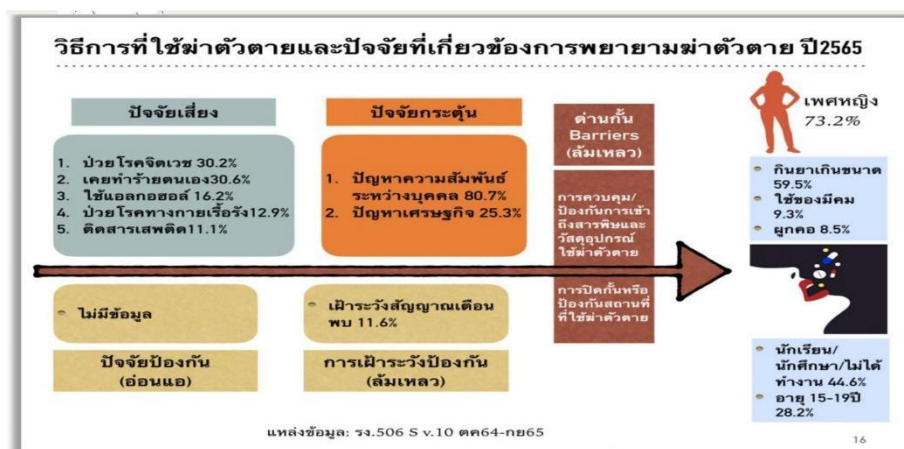 วิธีการที่ใช้ฆ่าตัวตายและปัจจัยที่เกี่ยวข้องการพยายามฆ่าตัวตาย ปี2565
ปัจจัยเสี่ยง
1. ป่วยโรคจิตเวช 30.2%
2. เคยทำร้ายตนเอง30.6%
3. ใช้แอลกอฮอล์ 16.2%
4. ป่วยโรคทางกายเรื้อรัง12.9%
5. ติดสารเสพติด11.1%
ปัจจัยกระตุ้น
1. ปัญหาความสัมพันธ์
ระหว่างบุคคล 80.7%
2. ปัญหาเศรษฐกิจ 25.3%
ด่านกั้น
Barriers
(ล้มเหลว)
การควบคุม/
ป้องกันการเข้า
ถึงสารพิษและ
วัสดุอุปกรณ์
ใช้ฆ่าตัวตาย
การปิดกั้นหรือ
ป้องกันสถานที่
ที่ใช้ฆ่าตัวตาย
เพศหญิง
73.2%
กินยาเกินขนาด
59.5%
ใช้ของมีคม
9.3%
ผูกคอ 8.5%
ไม่มีข้อมูล
ปัจจัยป้องกัน
(อ่อนแอ)
เฝ้าระวังสัญญาณเตือน
พบ 11.6%
การเฝ้าระวังป้องกัน
(ล้มเหลว)
นักเรียน/
นักศึกษา/ไม่ได้
ทำงาน 44.6%
อายุ 15-19ปี
28.2%
แหล่งข้อมูล: รง.506 S v.10 ตค64-กย65
16